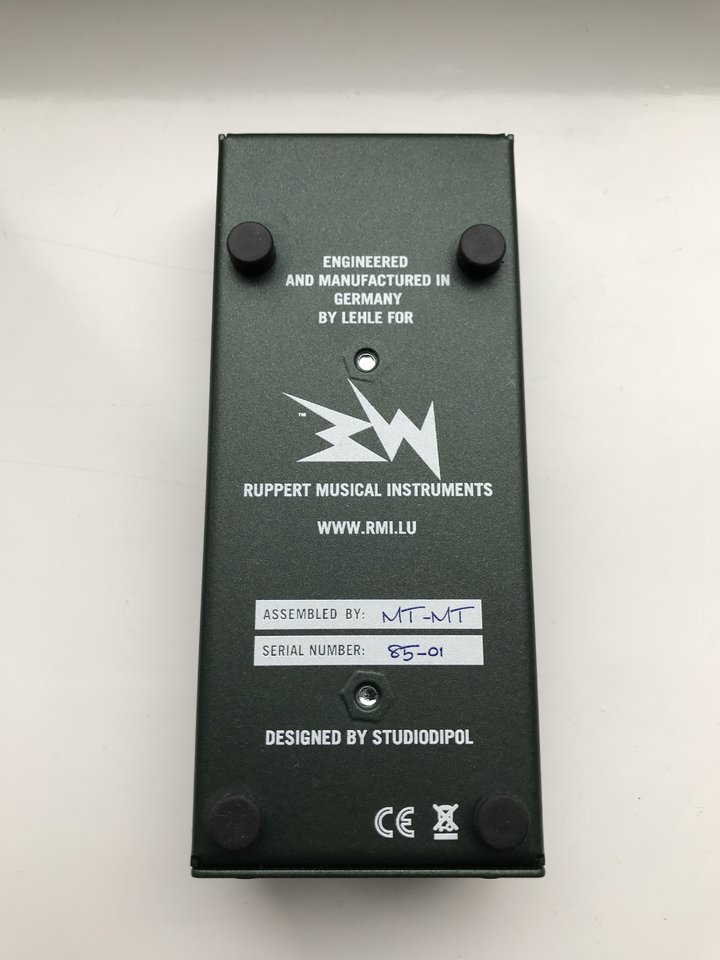 ENGINEERED
AND MANUFACTURED IN
GERMANY
BY LEHLE FOR
™
RUPPERT MUSICAL INSTRUMENTS
WWW.RMI.LU
ASSEMBLED BY: MT-MT
SERIAL NUMBER: 85-01
DESIGNED BY STUDIODIPOL
CE